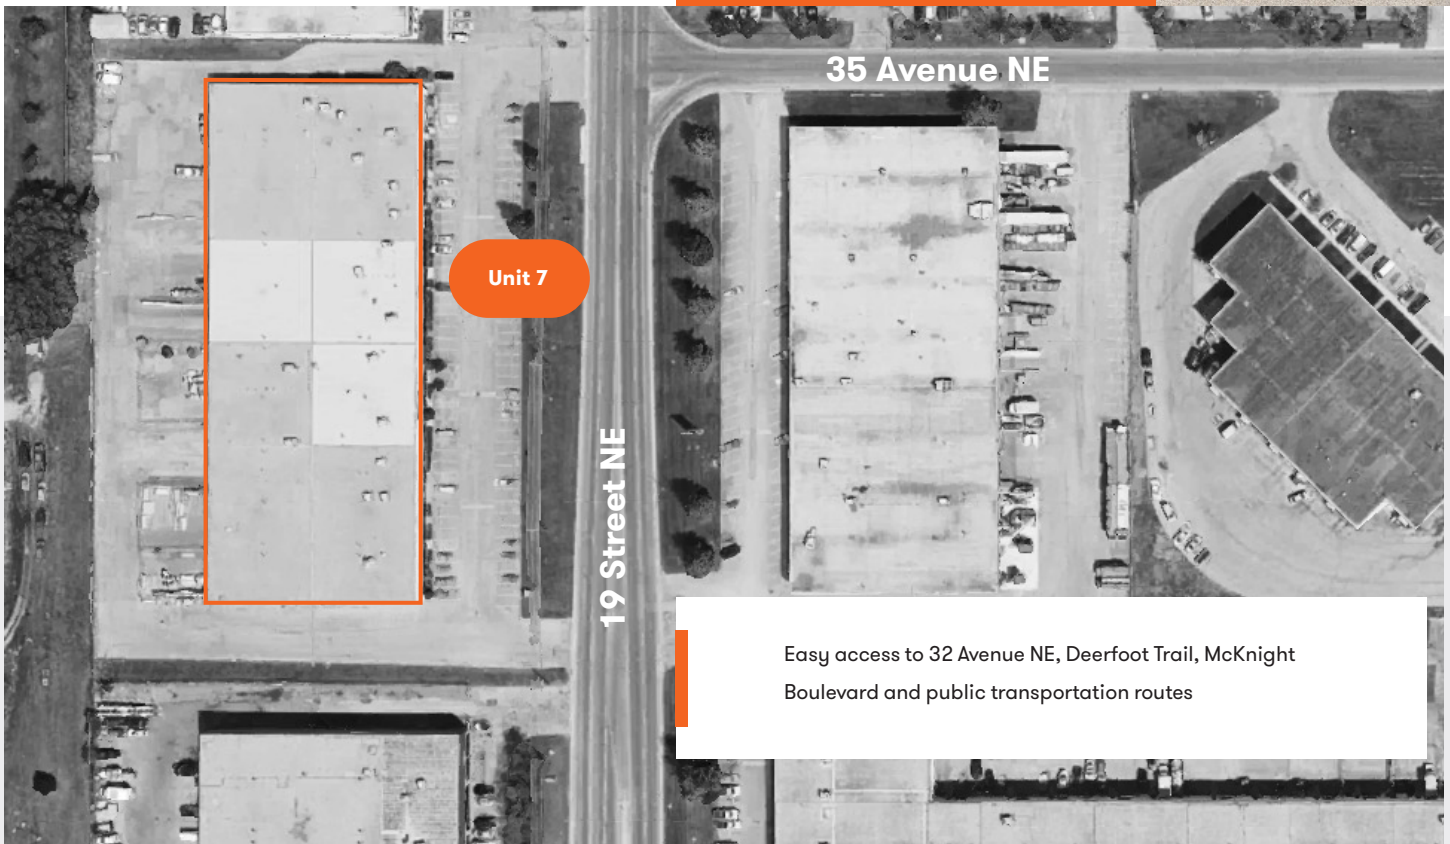 35 Avenue NE
Unit 7
19 Street NE
Easy access to 32 Avenue NE, Deerfoot Trail, McKnight
Boulevard and public transportation routes